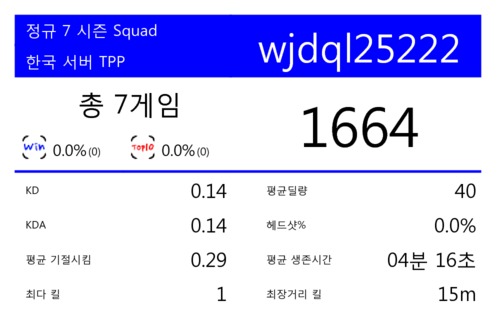 정규 7 시즌 Squad
한국 서버 TPP
wjdql25222
총 7게임
Win 0.0%(0) Top10 0.0%(0)
1664
KD 0.14 평균딜량 40
KDA 0.14 헤드샷% 0.0%
평균 기절시킴 0.29 평균 생존시간 04분 16초
최다 킬 1 최장거리 킬 15m